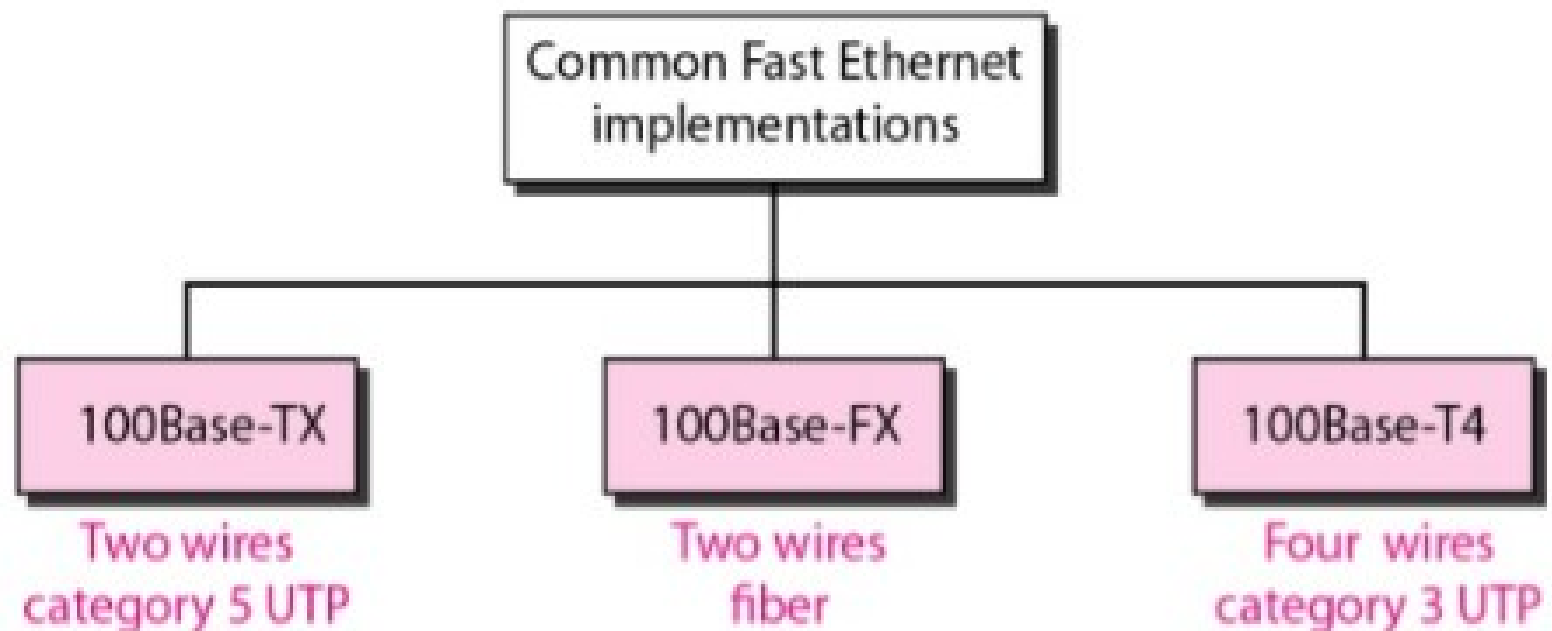 Common Fast Ethernet
implementations
100Base-TX
100Base-FX
100Base-T4
Two wires
category 5 UTP
Two wires
fiber
Four wires
category 3 UTP